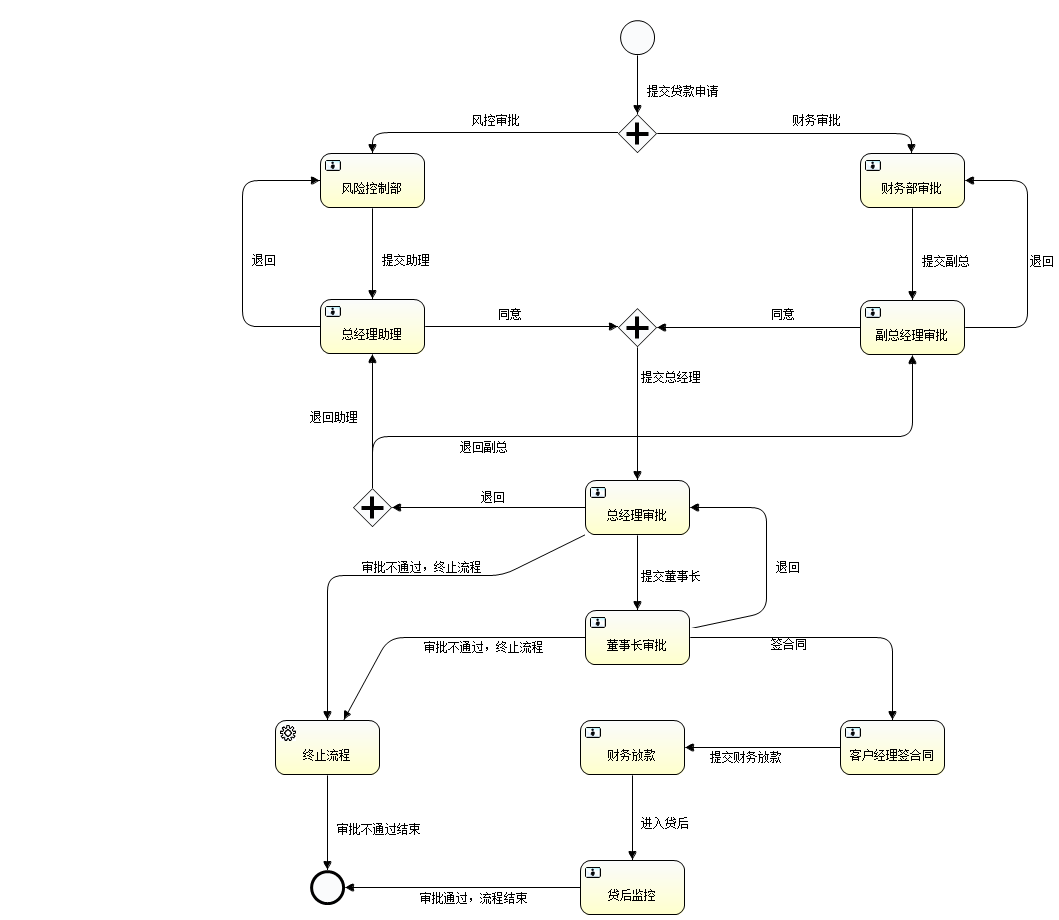 提交贷款申请
风控审批
财务审批
风险控制部
财务部审批
退回
提交助理
提交副总
退回
总经理助理
同意
同意
副总经理审批
提交总经理
退回助理
退回副总
退回
总经理审批
审批不通过，终止流程
提交董事长
退回
董事长审批
审批不通过，终止流程
签合同
终止流程
财务放款
提交财务放款
客户经理签合同
审批不通过结束
进入贷后
贷后监控
审批通过，流程结束